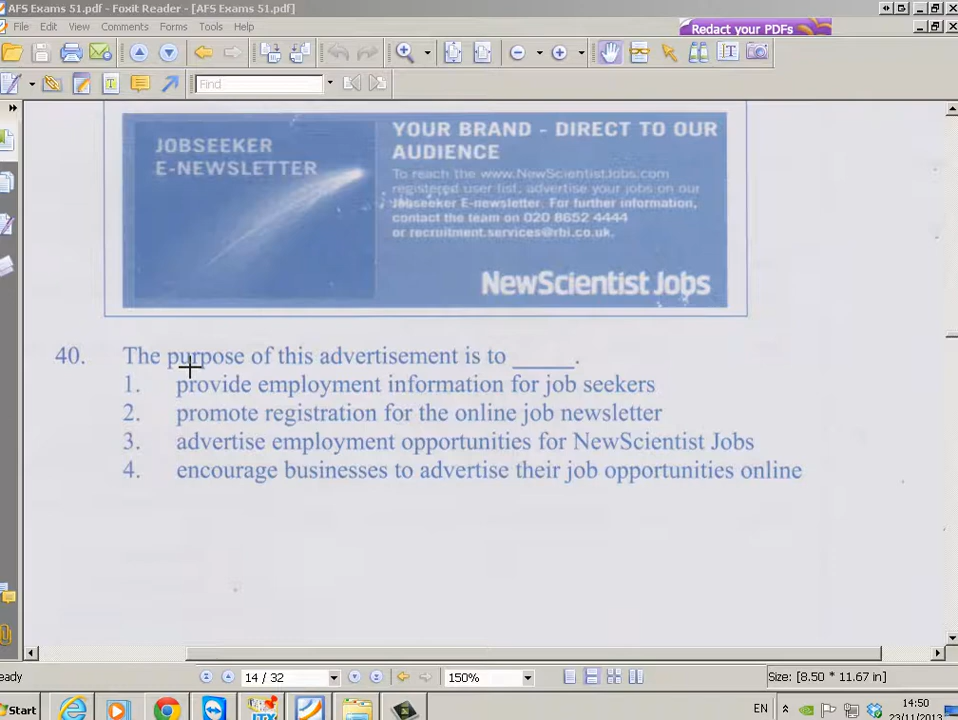 AFS Exams 51.pdf - Foxit Reader - [AFS Exams 51.pdf]
File Edit View Comments Forms Tools Help
Redact your PDFs
Find
JOBSEEKER
E-NEWSLETTER
YOUR BRAND - DIRECT TO OUR
AUDIENCE
To reach the www.NewScientistJobs.com
registered user list, advertise your jobs on our
Jobseeker E-newsletter. For further information,
contact the team on 020 8652 4444
or recruitment.services@rbi.co.uk.
NewScientist Jobs
40. The purpose of this advertisement is to _____.
1. provide employment information for job seekers
2. promote registration for the online job newsletter
3. advertise employment opportunities for NewScientist Jobs
4. encourage businesses to advertise their job opportunities online
eady 14 / 32 150% Size: [8.50 * 11.67 in]
Start EN 14:50
23/11/2013